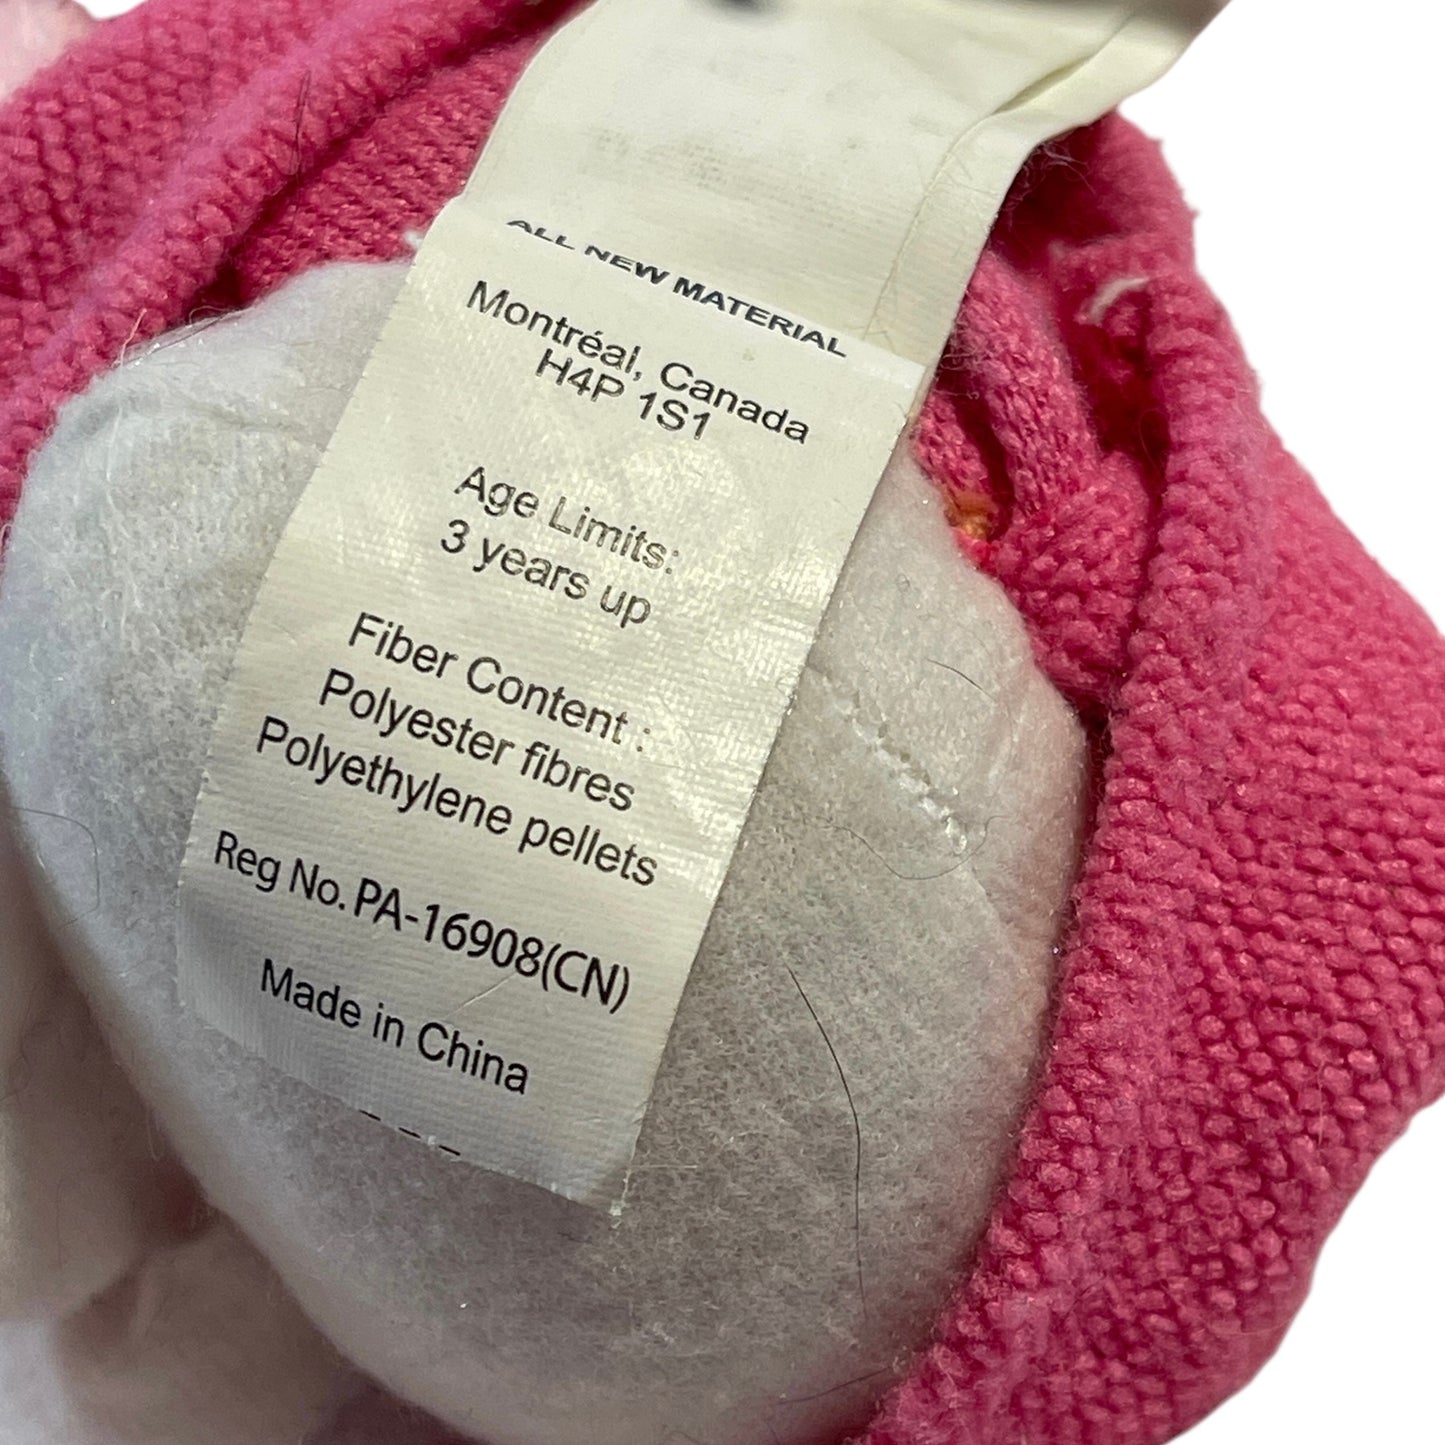 ALL NEW MATERIAL
Montréal, Canada
H4P 1S1
Age Limits:
3 years up
Fiber Content :
Polyester fibres
Polyethylene pellets
Reg No. PA-16908(CN)
Made in China